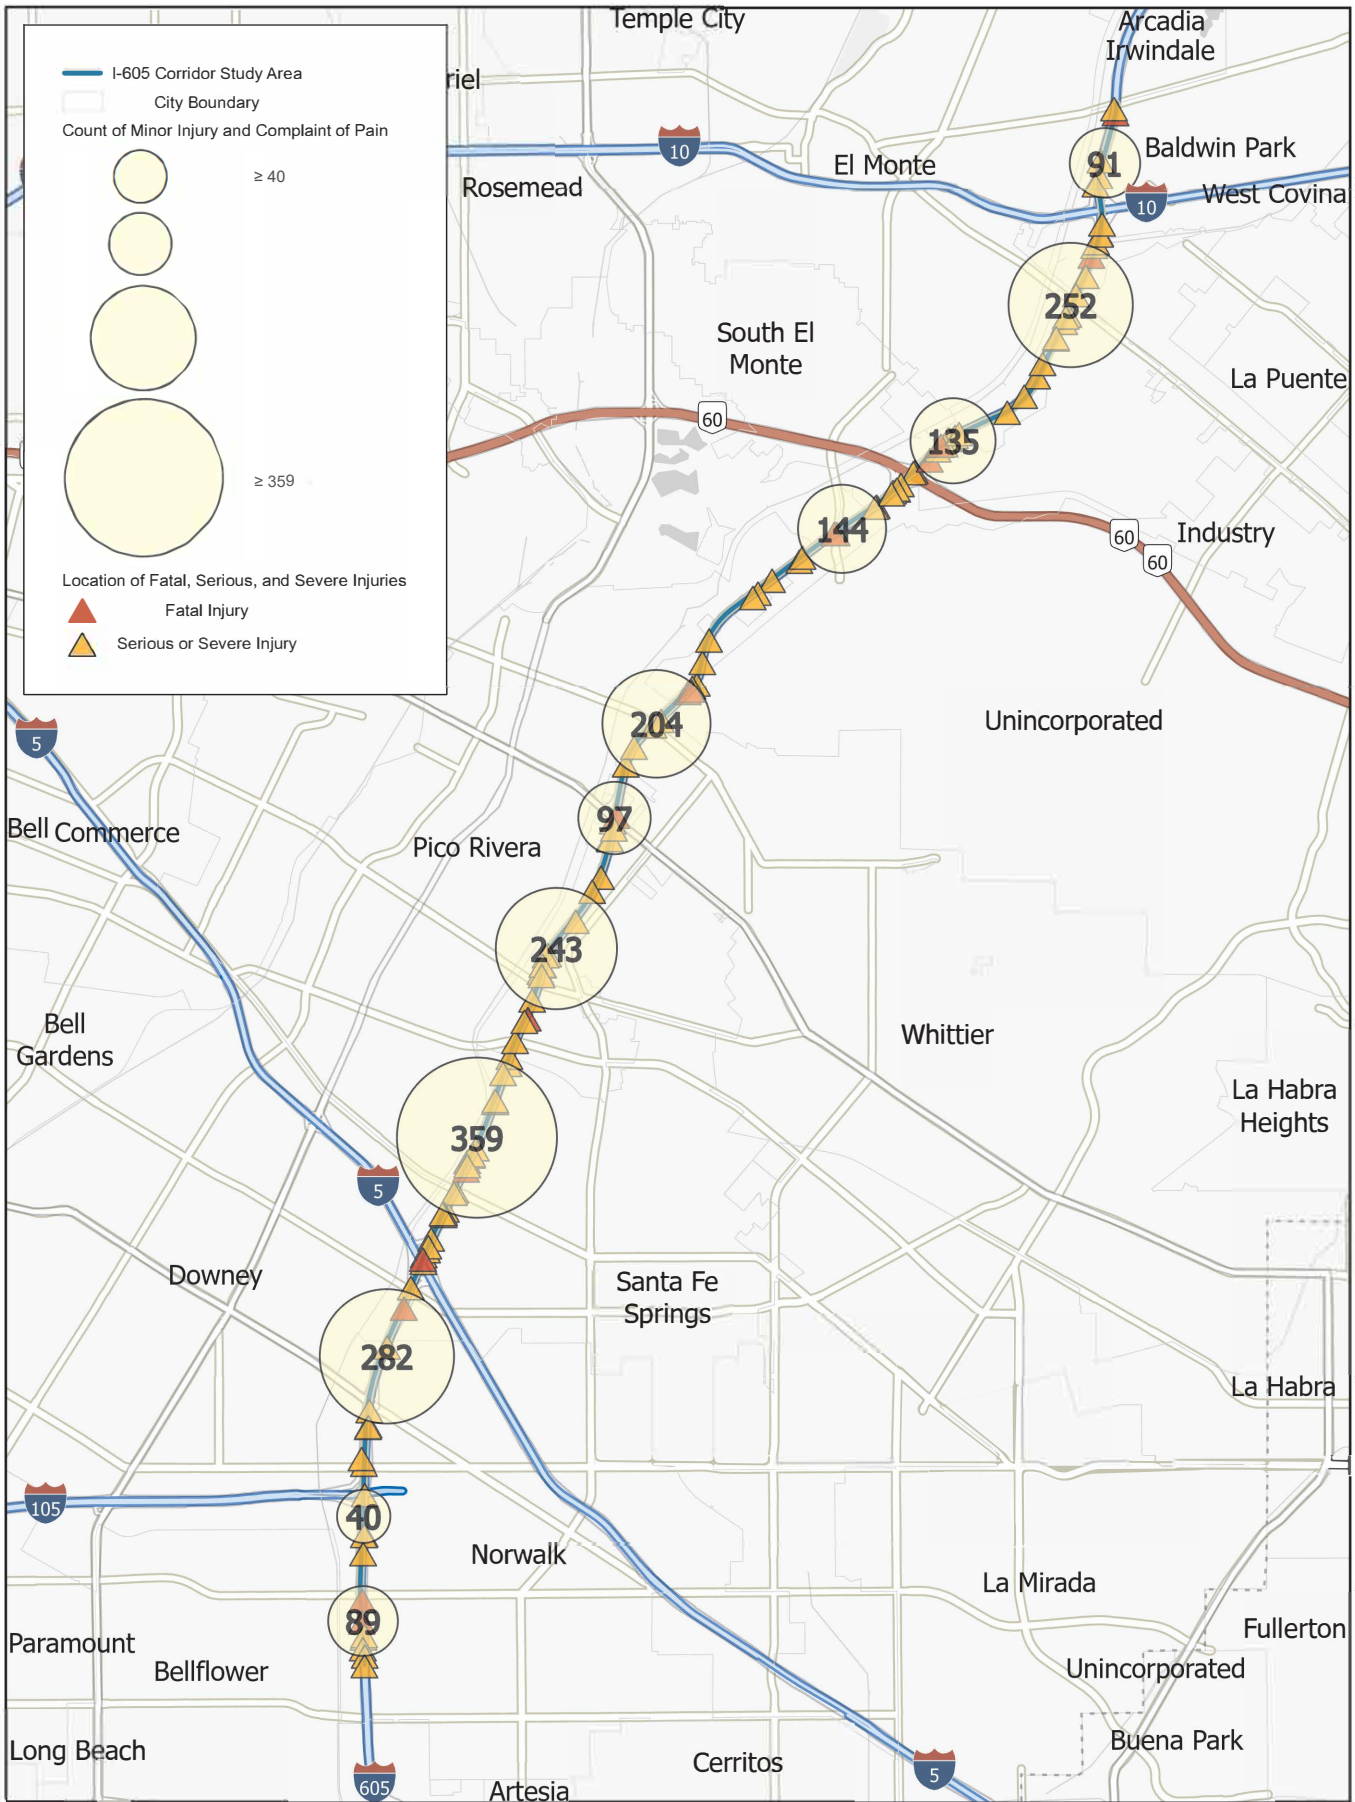 Temple City
Arcadia
Irwindale
riel
I-605 Corridor Study Area
City Boundary
Count of Minor Injury and Complaint of Pain
≥ 40
≥ 359
Location of Fatal, Serious, and Severe Injuries
Fatal Injury
Serious or Severe Injury
10
El Monte
91
Baldwin Park
Rosemead
10
West Covina
252
South El
Monte
La Puente
60
135
144
60
Industry
60
204
Unincorporated
5
97
Bell
Commerce
Pico Rivera
243
Bell
Gardens
Whittier
359
La Habra
Heights
5
Downey
Santa Fe
Springs
282
La Habra
105
40
Norwalk
La Mirada
89
Fullerton
Paramount
Bellflower
Unincorporated
Buena Park
Long Beach
Cerritos
5
605
Artesia